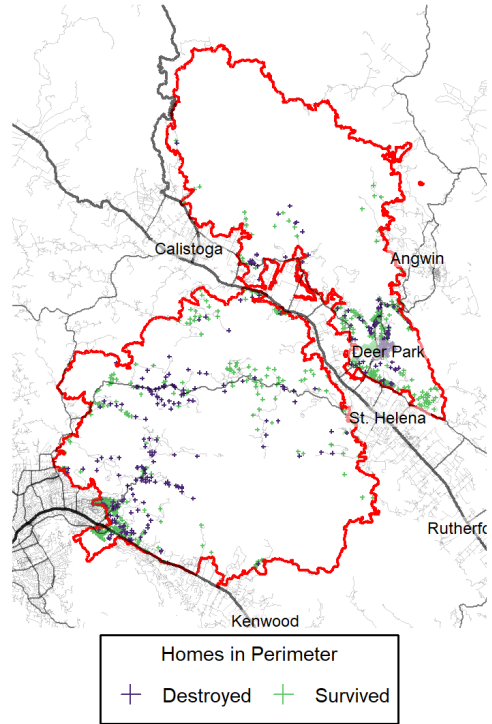 Calistoga
Angwin
Deer Park
St. Helena
Rutherfo
Kenwood
Homes in Perimeter
Destroyed
Survived